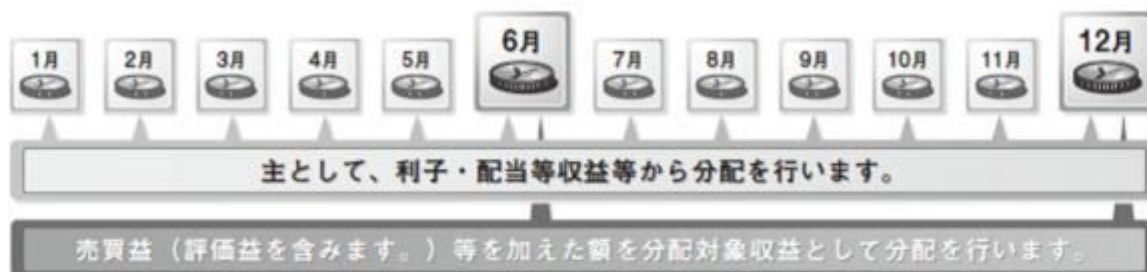 1月 2月 3月 4月 5月 6月 7月 8月 9月 10月 11月 12月
主として、利子・配当等収益等から分配を行います。
売買益（評価益を含みます。）等を加えた額を分配対象収益として分配を行います。